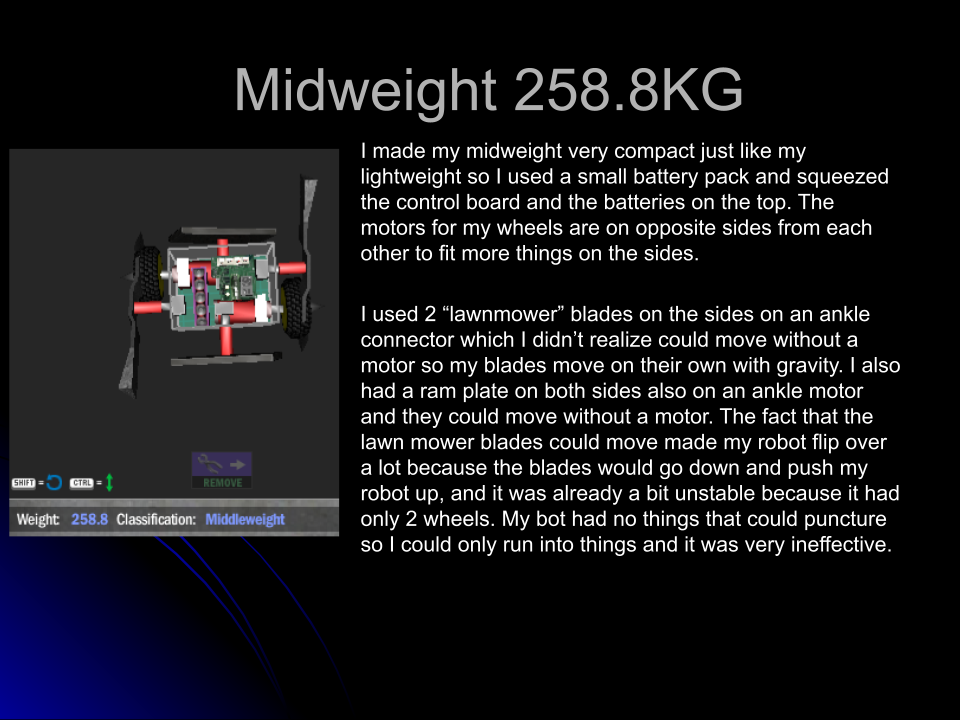 Midweight 258.8KG
I made my midweight very compact just like my
lightweight so I used a small battery pack and squeezed
the control board and the batteries on the top. The
motors for my wheels are on opposite sides from each
other to fit more things on the sides.
I used 2 “lawnmower” blades on the sides on an ankle
connector which I didn’t realize could move without a
motor so my blades move on their own with gravity. I also
had a ram plate on both sides also on an ankle motor
and they could move without a motor. The fact that the
lawn mower blades could move made my robot flip over
a lot because the blades would go down and push my
robot up, and it was already a bit unstable because it had
only 2 wheels. My bot had no things that could puncture
so I could only run into things and it was very ineffective.
SHIFT = CTRL =
REMOVE
Weight: 258.8 Classification: Middleweight